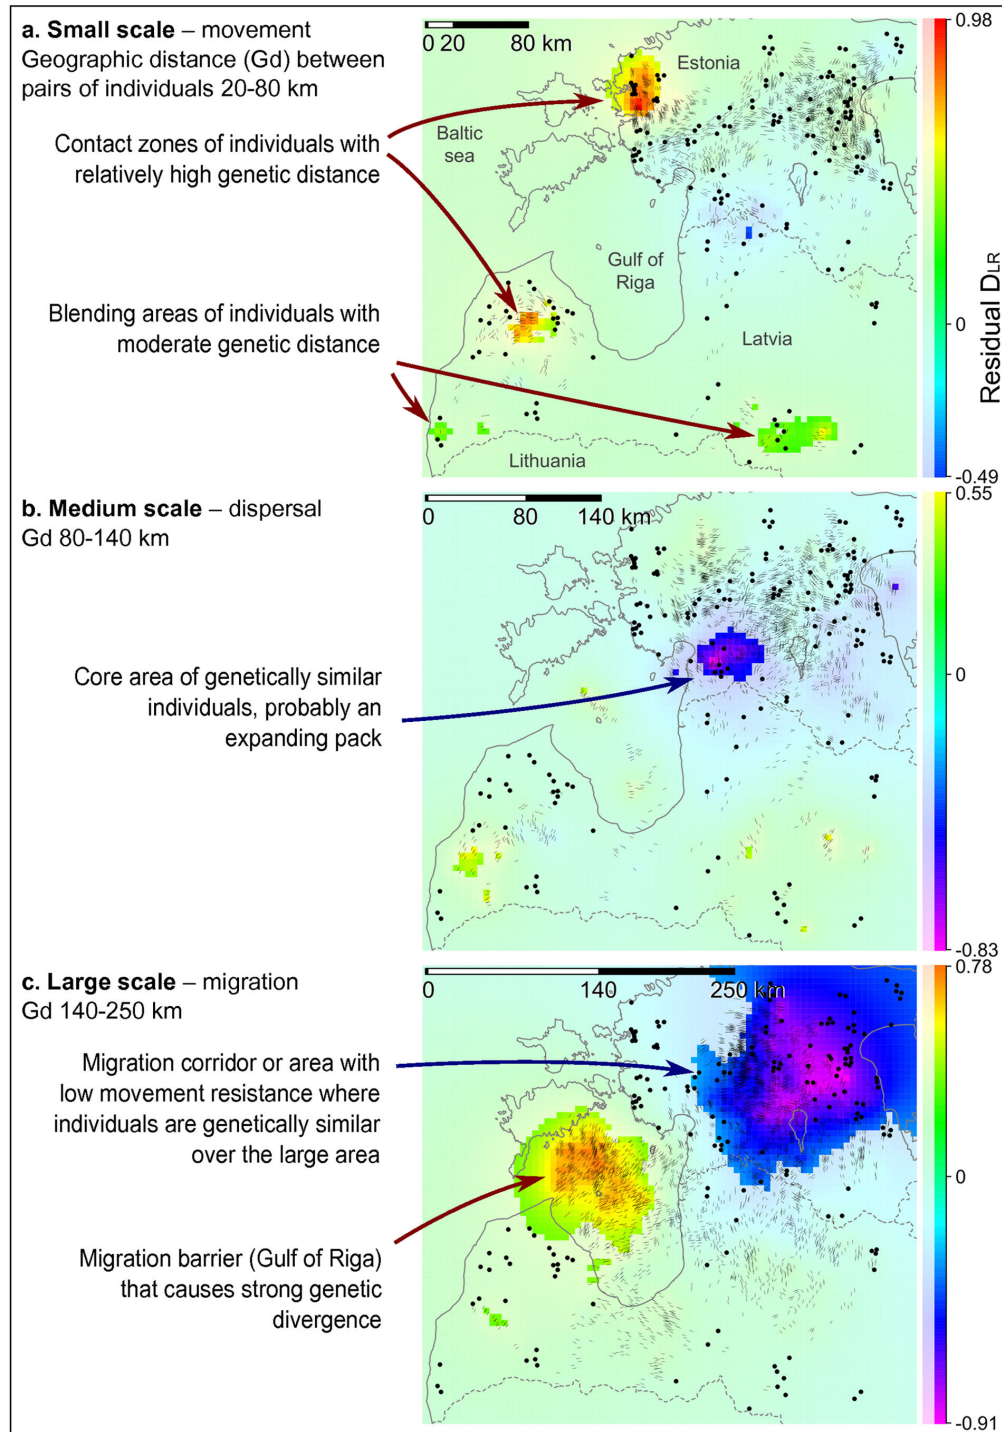 a. Small scale – movement
Geographic distance (Gd) between
pairs of individuals 20-80 km
Contact zones of individuals with
relatively high genetic distance
Blending areas of individuals with
moderate genetic distance
0 20 80 km
Estonia
Baltic
sea
Gulf of
Riga
Latvia
Lithuania
0.98
0
-0.49
Residual DLR
b. Medium scale – dispersal
Gd 80-140 km
Core area of genetically similar
individuals, probably an
expanding pack
0 80 140 km
0.55
0
-0.83
c. Large scale – migration
Gd 140-250 km
Migration corridor or area with
low movement resistance where
individuals are genetically similar
over the large area
Migration barrier (Gulf of Riga)
that causes strong genetic
divergence
0 140 250 km
0.78
0
-0.91